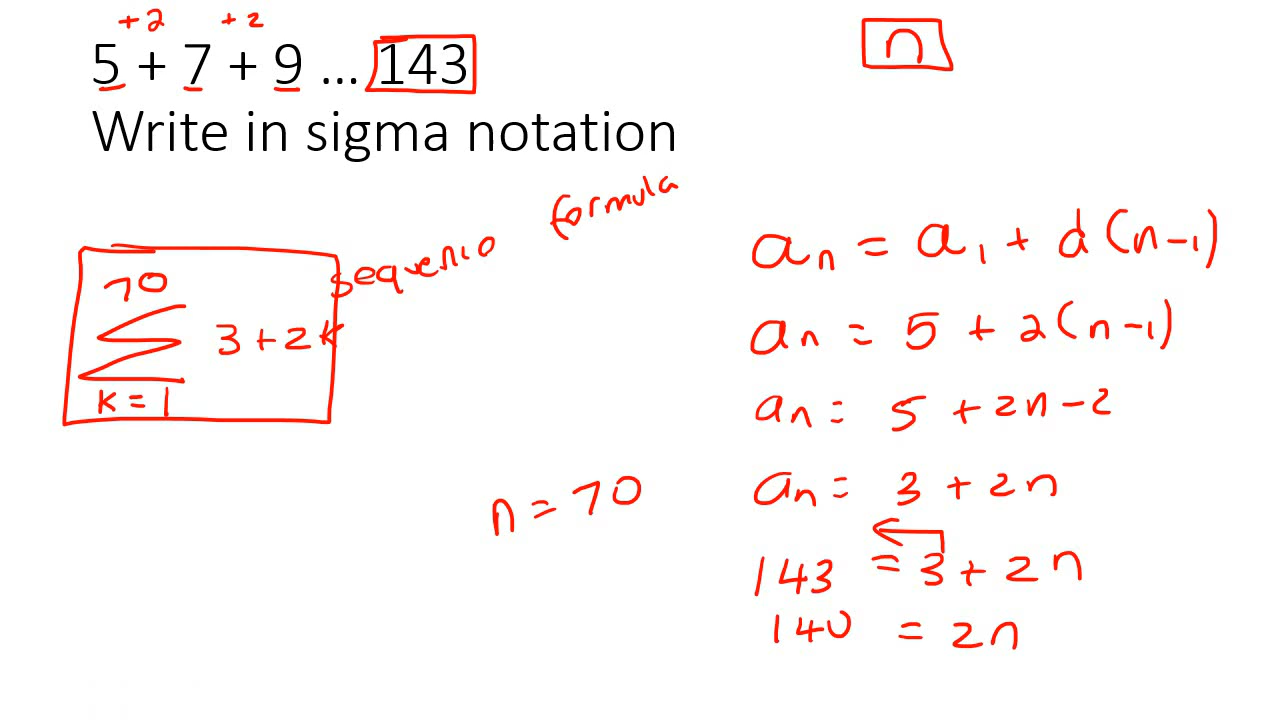 +2 +2
5 + 7 + 9 … 143
n
Write in sigma notation
formula
70
∑ 3 + 2k
k = 1
aₙ = a₁ + d(n-1)
aₙ = 5 + 2(n-1)
aₙ = 5 + 2n - 2
aₙ = 3 + 2n
n = 70
143 = 3 + 2n
140 = 2n